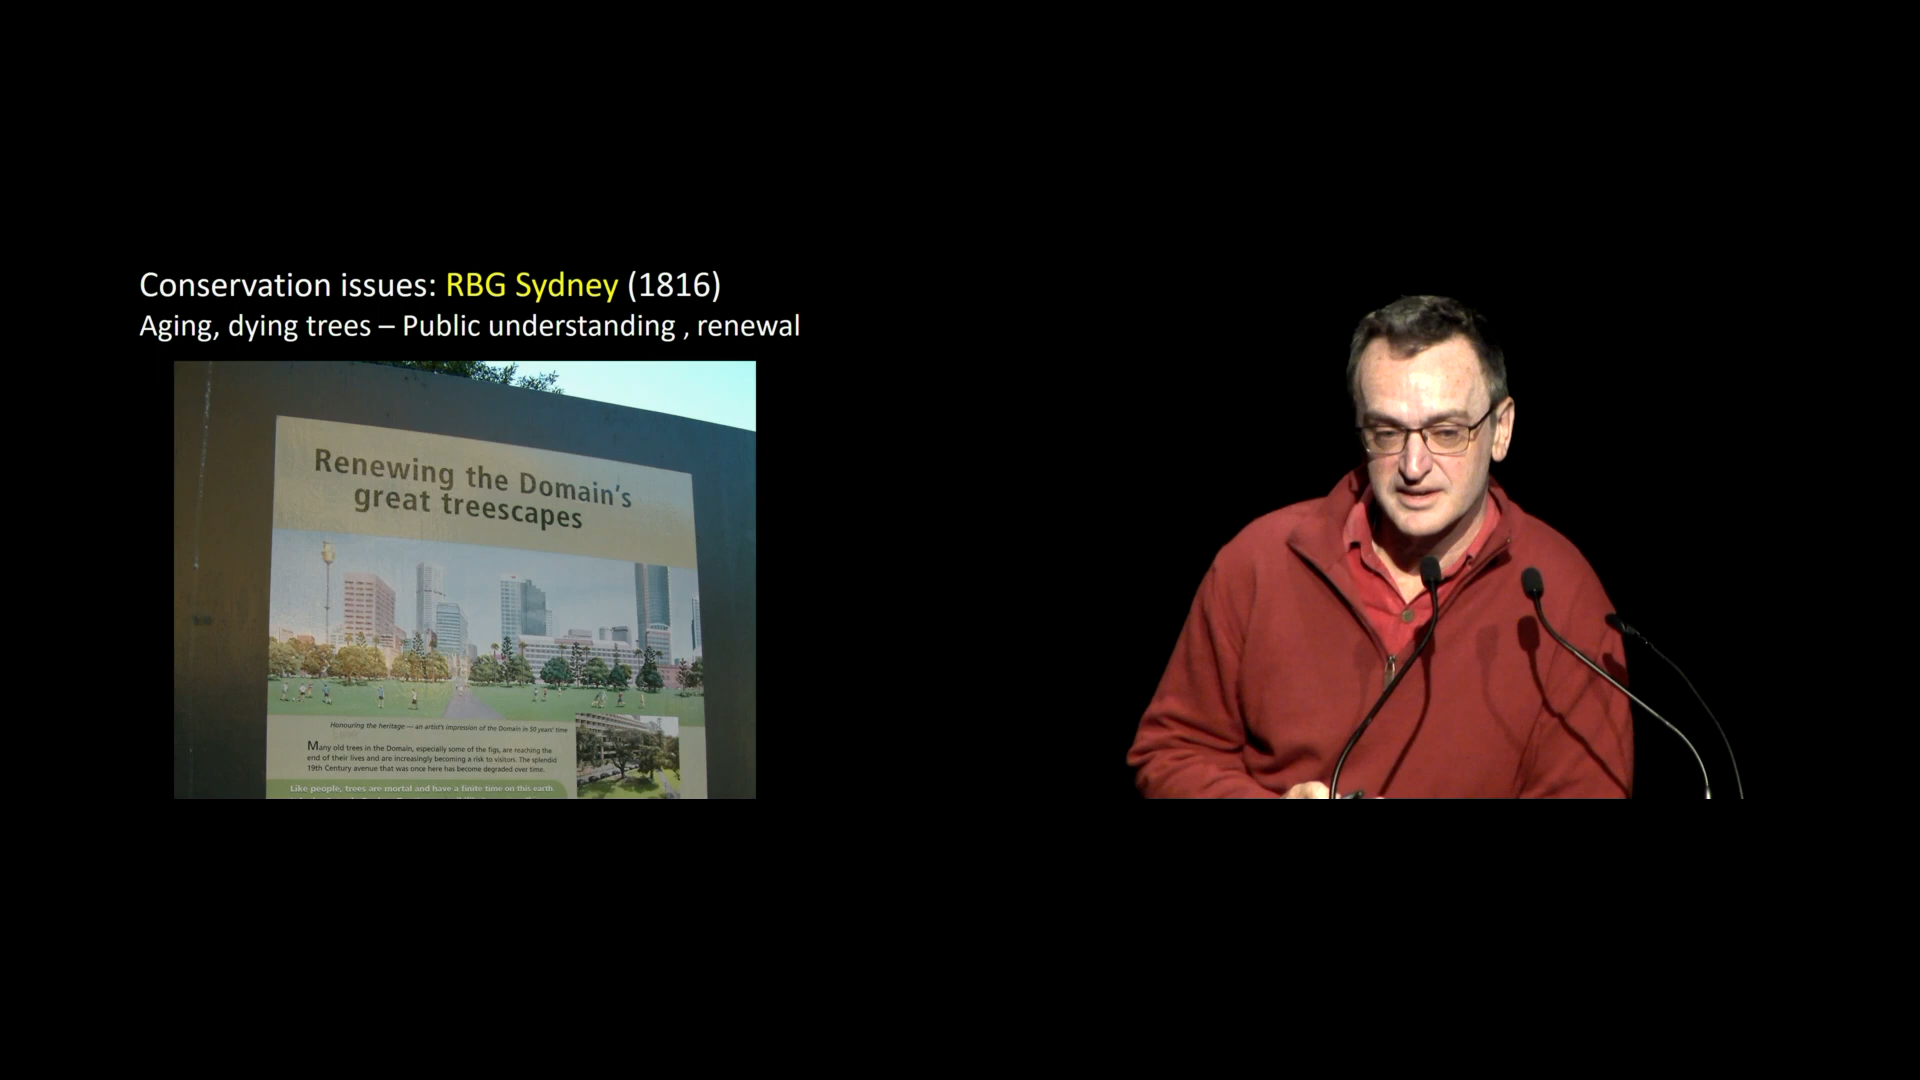 Conservation issues: RBG Sydney (1816)
Aging, dying trees – Public understanding , renewal
Renewing the Domain's
great treescapes
Honouring the heritage — an artist's impression of the Domain in 50 years' time
Many old trees in the Domain, especially some of the figs, are reaching the
end of their lives and are increasingly becoming a risk to visitors. The splendid
19th Century avenue that was once here has become degraded over time.
Like people, trees are mortal and have a finite time on this earth.